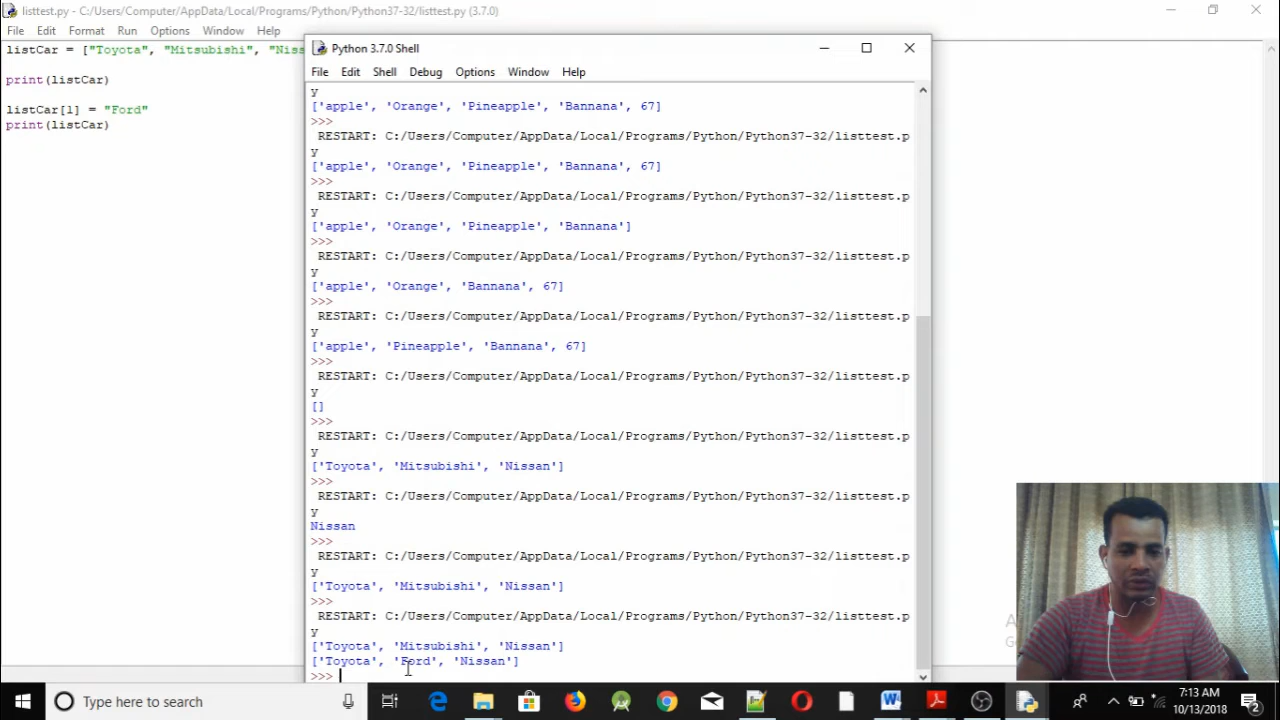 listtest.py - C:/Users/Computer/AppData/Local/Programs/Python/Python37-32/listtest.py (3.7.0)
File Edit Format Run Options Window Help
listCar = ["Toyota", "Mitsubishi", "Niss
print(listCar)
listCar[1] = "Ford"
print(listCar)
Python 3.7.0 Shell
File Edit Shell Debug Options Window Help
y
['apple', 'Orange', 'Pineapple', 'Bannana', 67]
>>>
RESTART: C:/Users/Computer/AppData/Local/Programs/Python/Python37-32/listtest.p
y
['apple', 'Orange', 'Pineapple', 'Bannana', 67]
>>>
RESTART: C:/Users/Computer/AppData/Local/Programs/Python/Python37-32/listtest.p
y
['apple', 'Orange', 'Pineapple', 'Bannana']
>>>
RESTART: C:/Users/Computer/AppData/Local/Programs/Python/Python37-32/listtest.p
y
['apple', 'Orange', 'Bannana', 67]
>>>
RESTART: C:/Users/Computer/AppData/Local/Programs/Python/Python37-32/listtest.p
y
['apple', 'Pineapple', 'Bannana', 67]
>>>
RESTART: C:/Users/Computer/AppData/Local/Programs/Python/Python37-32/listtest.p
y
[]
>>>
RESTART: C:/Users/Computer/AppData/Local/Programs/Python/Python37-32/listtest.p
y
['Toyota', 'Mitsubishi', 'Nissan']
>>>
RESTART: C:/Users/Computer/AppData/Local/Programs/Python/Python37-32/listtest.p
y
Nissan
>>>
RESTART: C:/Users/Computer/AppData/Local/Programs/Python/Python37-32/listtest.p
y
['Toyota', 'Mitsubishi', 'Nissan']
>>>
RESTART: C:/Users/Computer/AppData/Local/Programs/Python/Python37-32/listtest.p
y
['Toyota', 'Mitsubishi', 'Nissan']
['Toyota', 'Ford', 'Nissan']
>>>
Type here to search
7:13 AM
10/13/2018
2